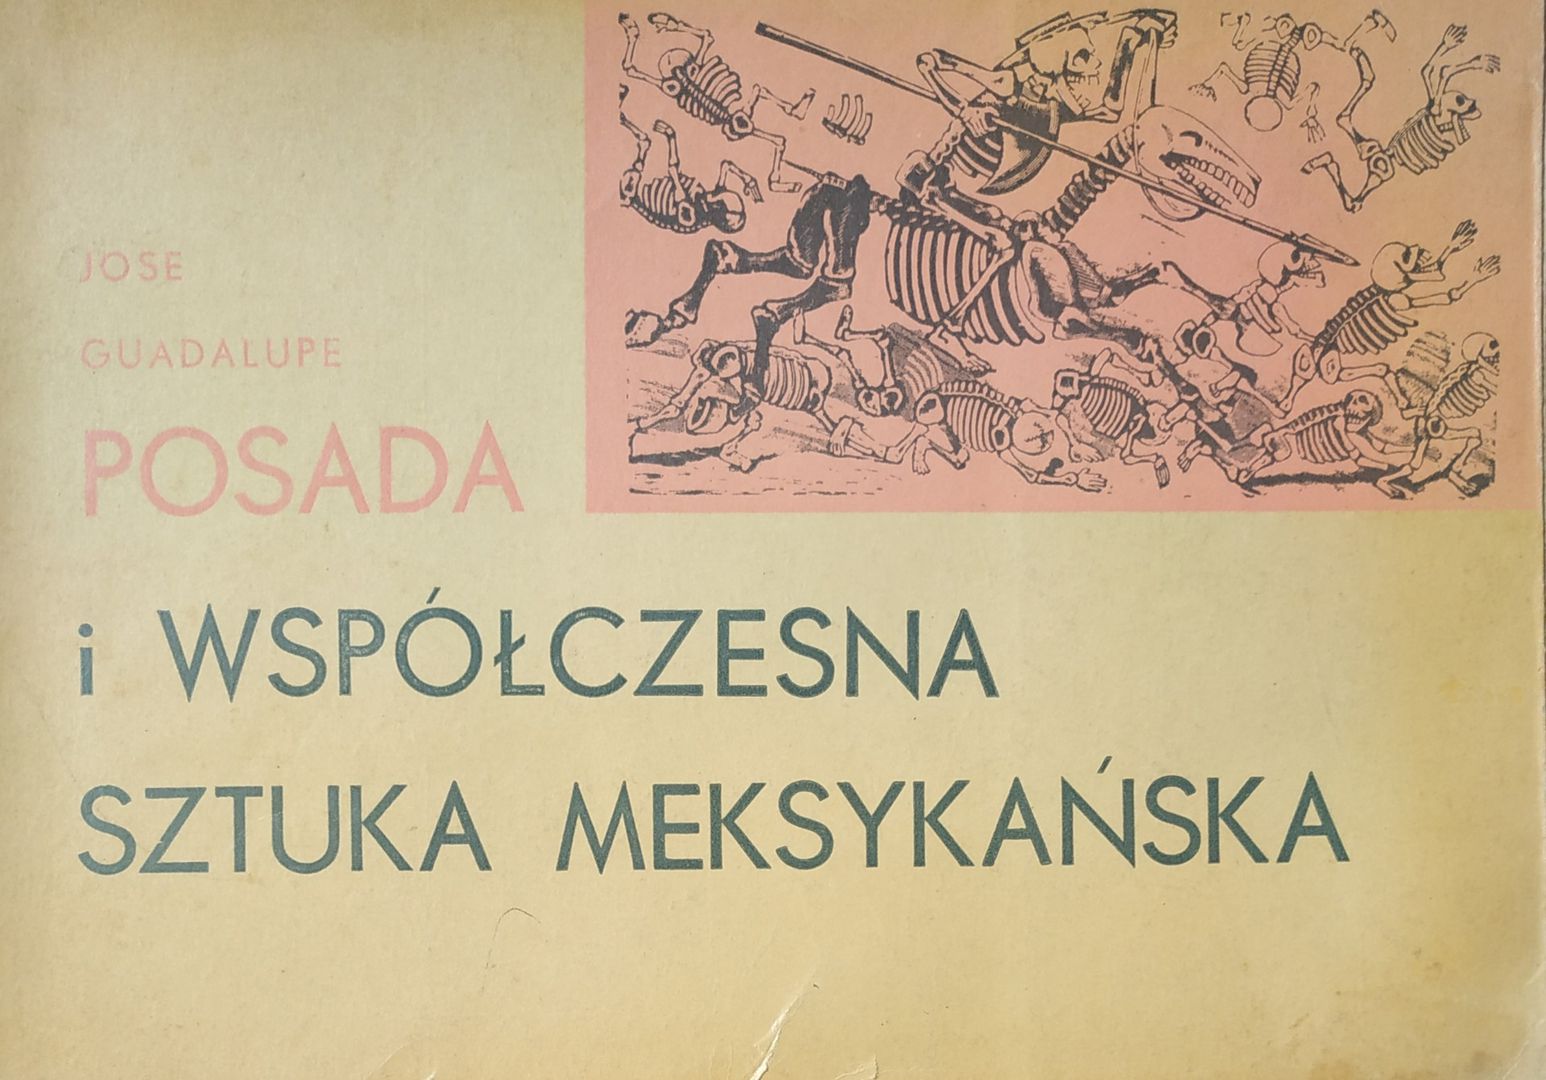 JOSE
GUADALUPE
POSADA
i WSPÓŁCZESNA
SZTUKA MEKSYKAŃSKA